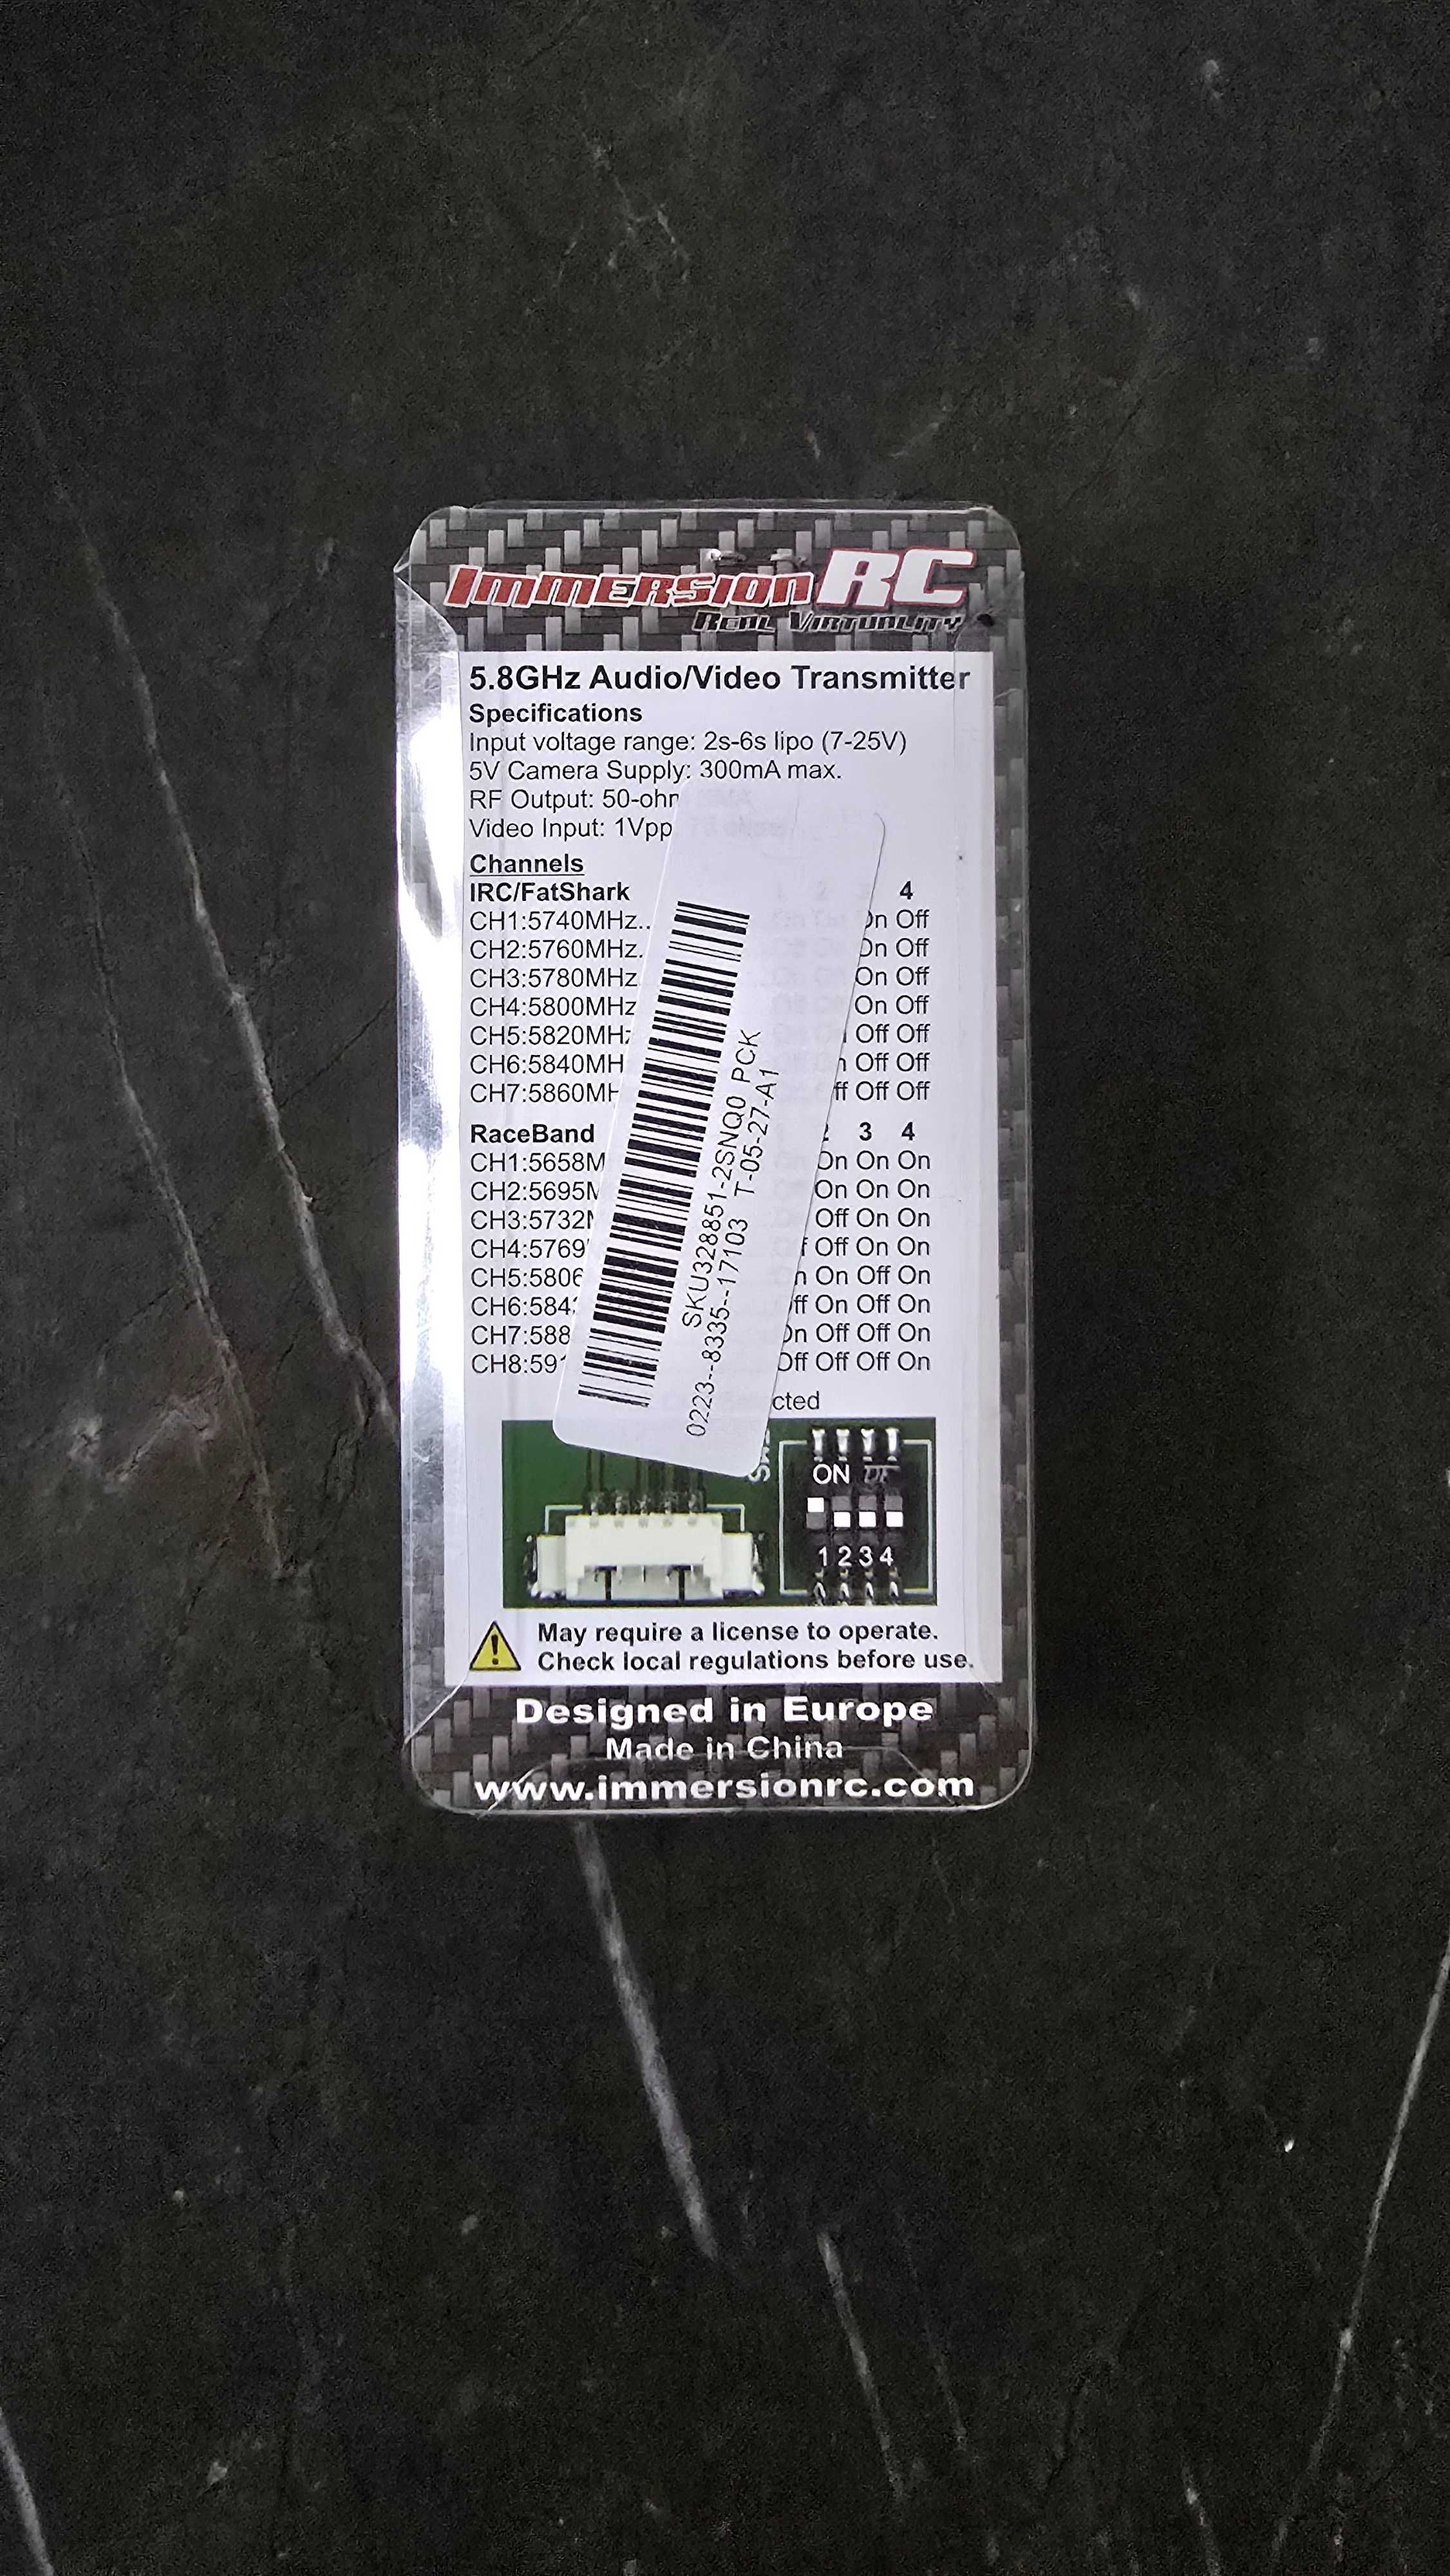 ImmersionRC
Real Virtuality
5.8GHz Audio/Video Transmitter
Specifications
Input voltage range: 2s-6s lipo (7-25V)
5V Camera Supply: 300mA max.
RF Output: 50-ohm
Video Input: 1Vpp
Channels
IRC/FatShark 4
CH1:5740MHz.. On Off
CH2:5760MHz. On Off
CH3:5780MHz On Off
CH4:5800MHz On Off
CH5:5820MHz Off Off
CH6:5840MH Off Off
CH7:5860MH Off Off Off
RaceBand 2 3 4
CH1:5658M On On On
CH2:5695M On On On
CH3:5732M Off On On
CH4:5769 Off On On
CH5:5806 On Off On
CH6:584 Off On Off On
CH7:588 On Off Off On
CH8:591 Off Off Off On
SKU328851-2SNQ0 PCK
0223--8335--17103 T-05-27-A1
ON
1 2 3 4
May require a license to operate.
Check local regulations before use.
Designed in Europe
Made in China
www.immersionrc.com